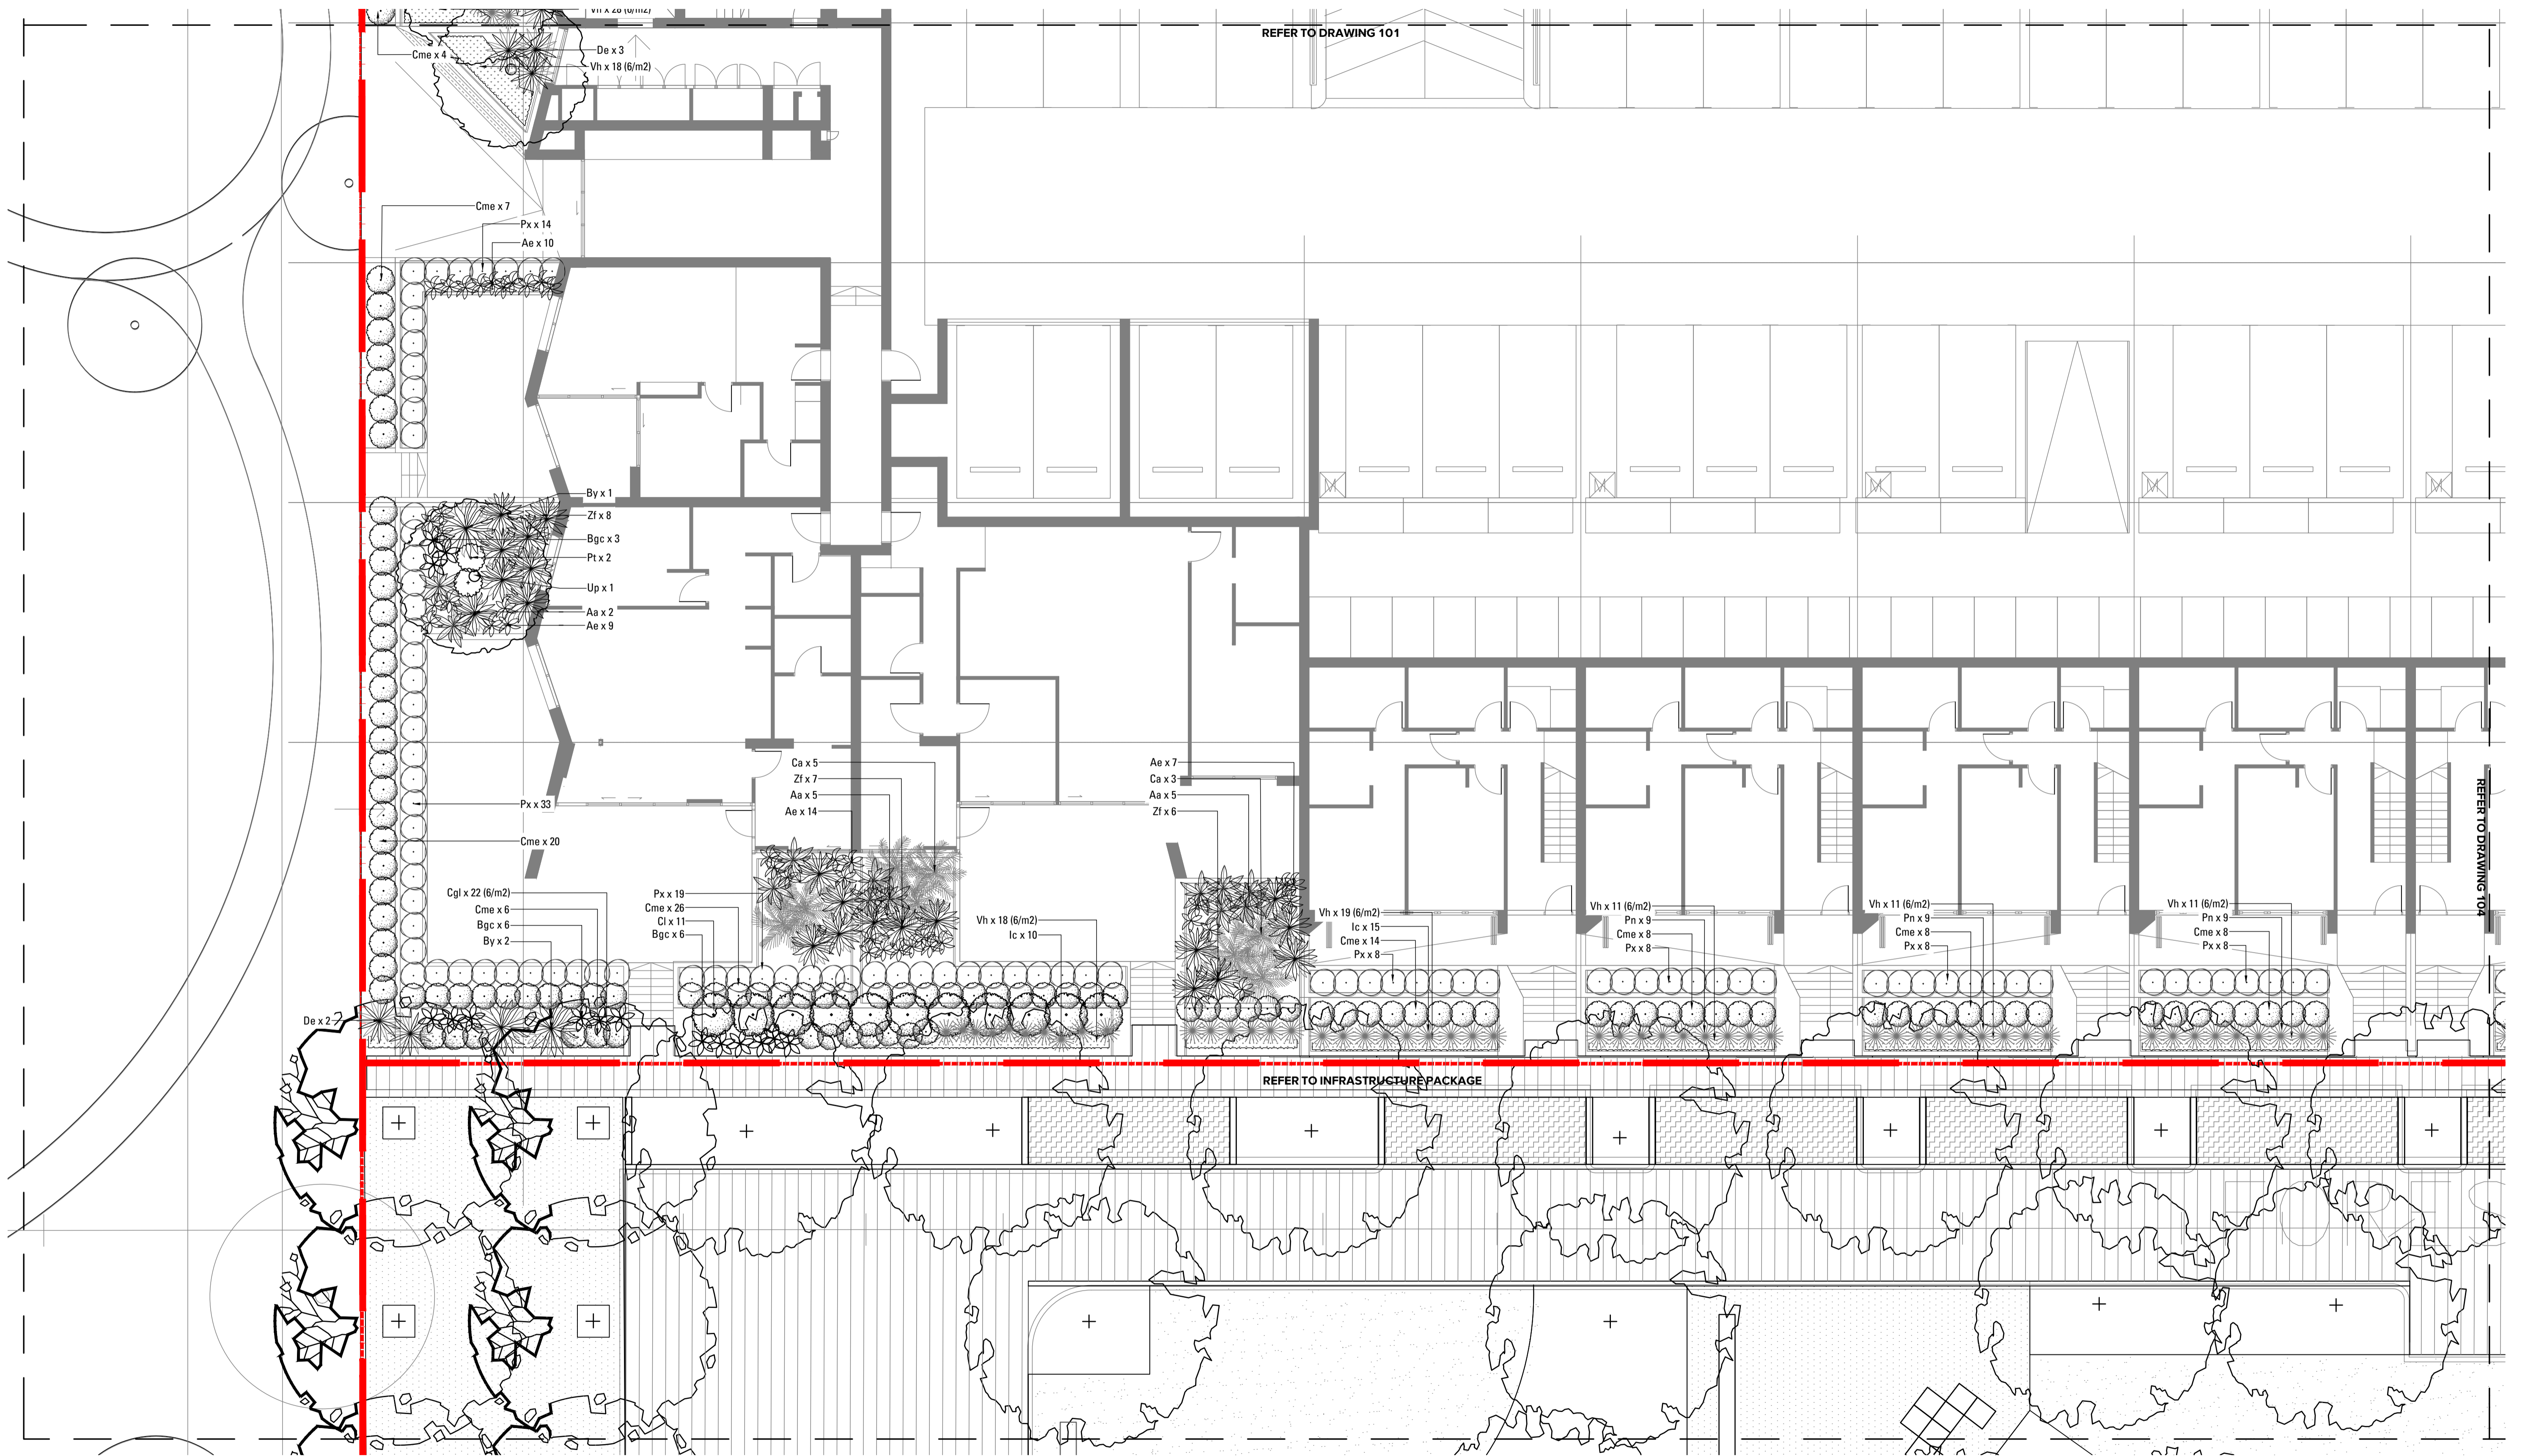 Vh x 28 (6/m2)
REFER TO DRAWING 101
De x 3
Cme x 4
Vh x 18 (6/m2)
Cme x 7
Px x 14
Ae x 10
By x 1
Zf x 8
Bgc x 3
Pt x 2
Up x 1
Aa x 2
Ae x 9
Px x 33
Cme x 20
Ca x 5
Zf x 7
Aa x 5
Ae x 14
Ae x 7
Ca x 3
Aa x 5
Zf x 6
REFER TO DRAWING 104
Cgl x 22 (6/m2)
Cme x 6
Bgc x 6
By x 2
Px x 19
Cme x 26
Cl x 11
Bgc x 6
Vh x 18 (6/m2)
Ic x 10
Vh x 19 (6/m2)
Ic x 15
Cme x 14
Px x 8
Vh x 11 (6/m2)
Pn x 9
Cme x 8
Px x 8
Vh x 11 (6/m2)
Pn x 9
Cme x 8
Px x 8
Vh x 11 (6/m2)
Pn x 9
Cme x 8
Px x 8
De x 2
REFER TO INFRASTRUCTURE PACKAGE